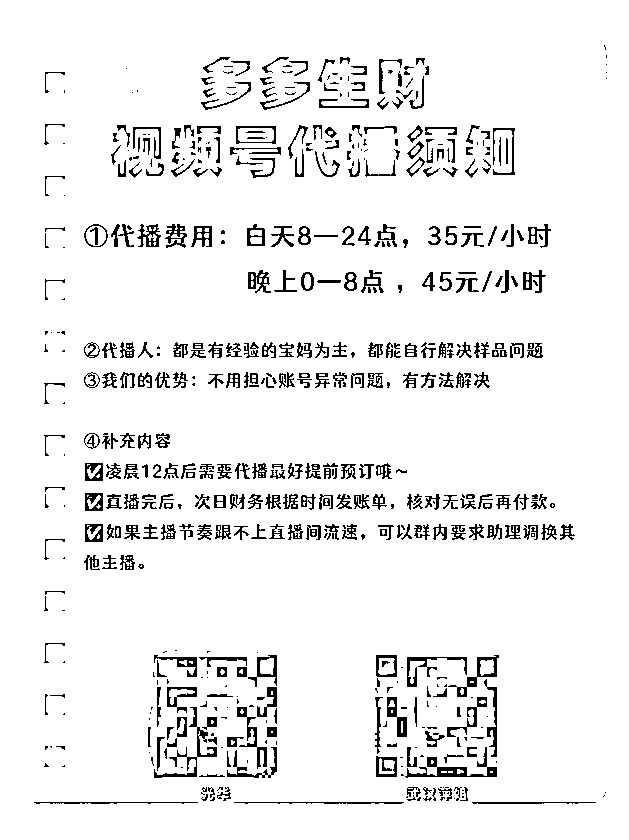 多多生财
视频号代播须知
①代播费用：白天8—24点，35元/小时
晚上0—8点，45元/小时
②代播人：都是有经验的宝妈为主，都能自行解决样品问题
③我们的优势：不用担心账号异常问题，有方法解决
④补充内容
☑凌晨12点后需要代播最好提前预订哦～
☑直播完后，次日财务根据时间发账单，核对无误后再付款。
☑如果主播节奏跟不上直播间流速，可以群内要求助理调换其
他主播。
光华